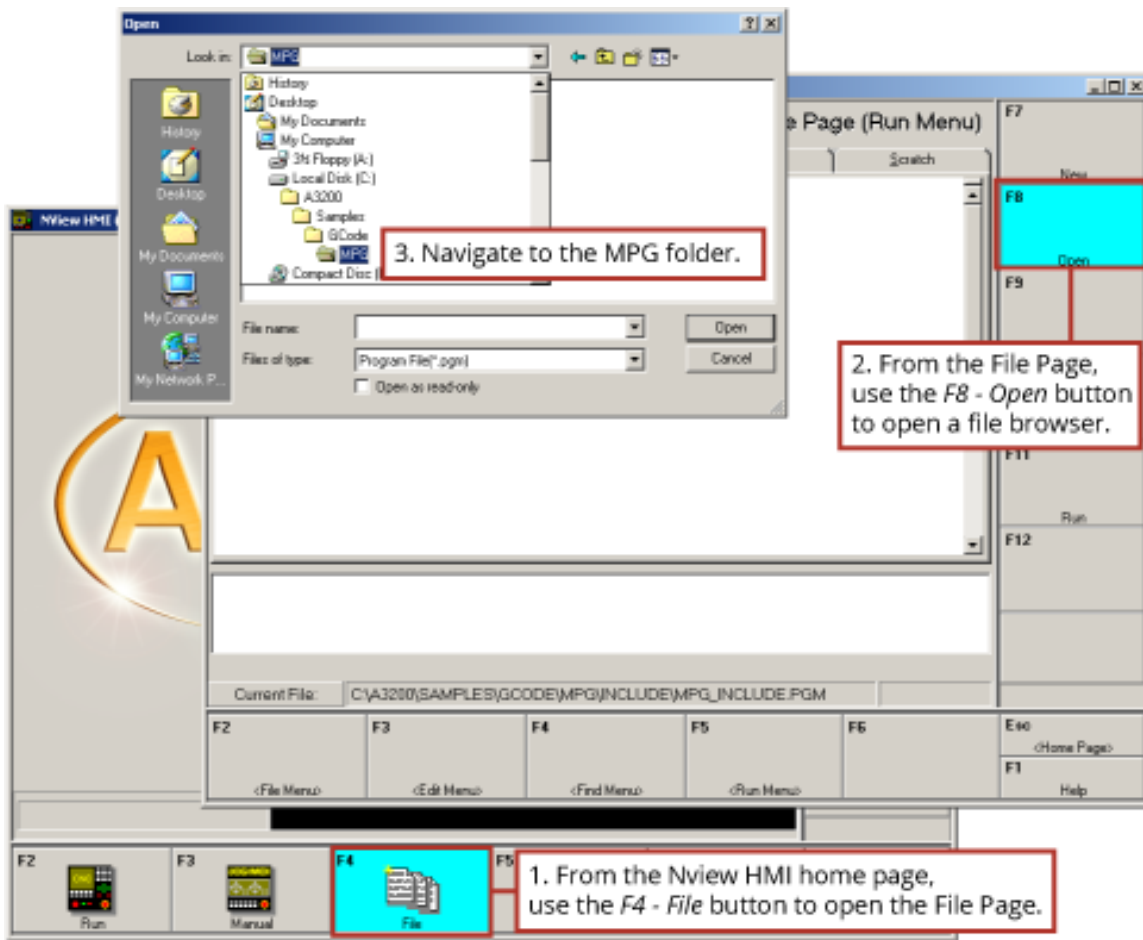 Open
Look in:
MPG
History
Desktop
My Documents
My Computer
3½ Floppy (A:)
Local Disk (C:)
A3200
Samples
GCode
MPG
Compact Disc (
History
Desktop
My Documents
My Computer
My Network P...
File name:
Open
Files of type:
Program File(*.pgm)
Cancel
Open as read-only
3. Navigate to the MPG folder.
e Page (Run Menu)
Scratch
F7
New
F8
Open
F9
2. From the File Page,
use the F8 - Open button
to open a file browser.
F11
Run
F12
NView HMI (
A
Current File:
C:\A3200\SAMPLES\GCODE\MPG\INCLUDE\MPG_INCLUDE.PGM
F2
<File Menu>
F3
<Edit Menu>
F4
<Find Menu>
F5
<Run Menu>
F6
Esc
<Home Page>
F1
Help
F2
Run
F3
Manual
F4
File
F5
1. From the Nview HMI home page,
use the F4 - File button to open the File Page.